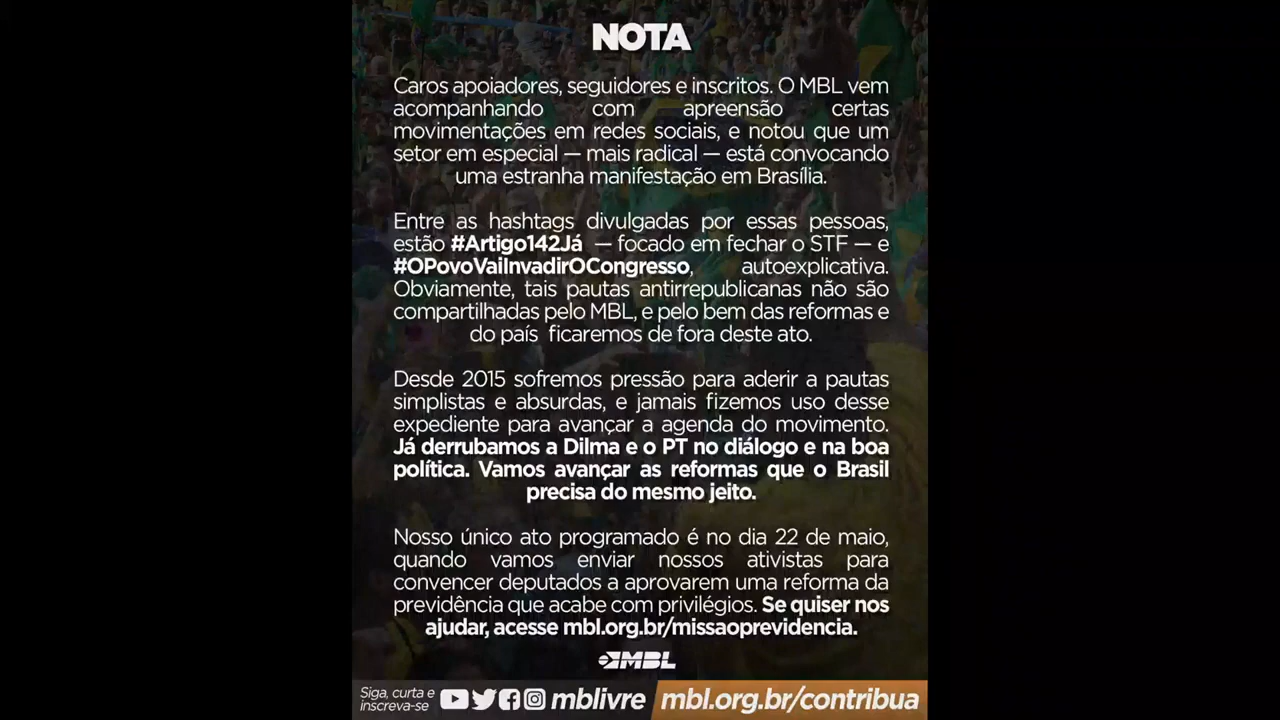 NOTA
Caros apoiadores, seguidores e inscritos. O MBL vem
acompanhando com apreensão certas
movimentações em redes sociais, e notou que um
setor em especial — mais radical — está convocando
uma estranha manifestação em Brasília.
Entre as hashtags divulgadas por essas pessoas,
estão #Artigo142Já — focado em fechar o STF — e
#OPovoVaiInvadirOCongresso, autoexplicativa.
Obviamente, tais pautas antirrepublicanas não são
compartilhadas pelo MBL, e pelo bem das reformas e
do país ficaremos de fora deste ato.
Desde 2015 sofremos pressão para aderir a pautas
simplistas e absurdas, e jamais fizemos uso desse
expediente para avançar a agenda do movimento.
Já derrubamos a Dilma e o PT no diálogo e na boa
política. Vamos avançar as reformas que o Brasil
precisa do mesmo jeito.
Nosso único ato programado é no dia 22 de maio,
quando vamos enviar nossos ativistas para
convencer deputados a aprovarem uma reforma da
previdência que acabe com privilégios. Se quiser nos
ajudar, acesse mbl.org.br/missaoprevidencia.
MBL
Siga, curta e
inscreva-se
mblivre
mbl.org.br/contribua